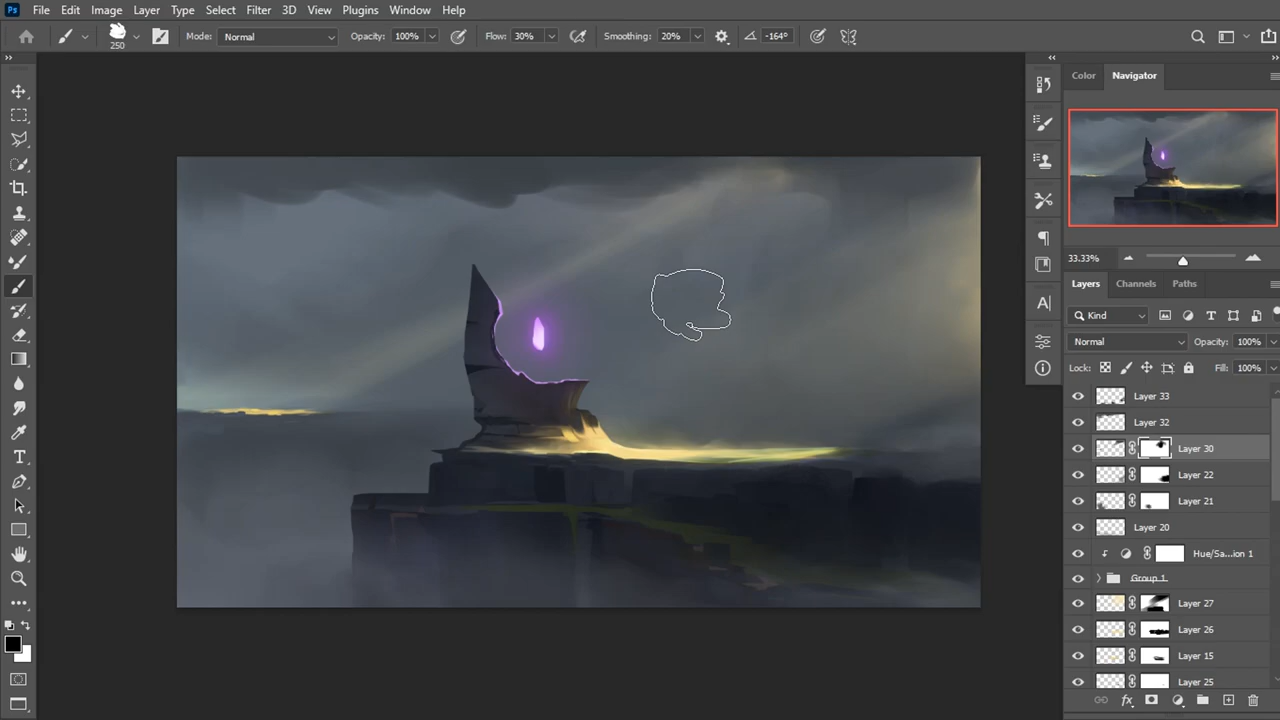 Ps File Edit Image Layer Type Select Filter 3D View Plugins Window Help
250 Mode: Normal Opacity: 100% Flow: 30% Smoothing: 20% -164°
Color Navigator
33.33%
Layers Channels Paths
Kind
Normal Opacity: 100%
Lock: Fill: 100%
Layer 33
Layer 32
Layer 30
Layer 22
Layer 21
Layer 20
Hue/Sa...ion 1
Group 1
Layer 27
Layer 26
Layer 15
Layer 25